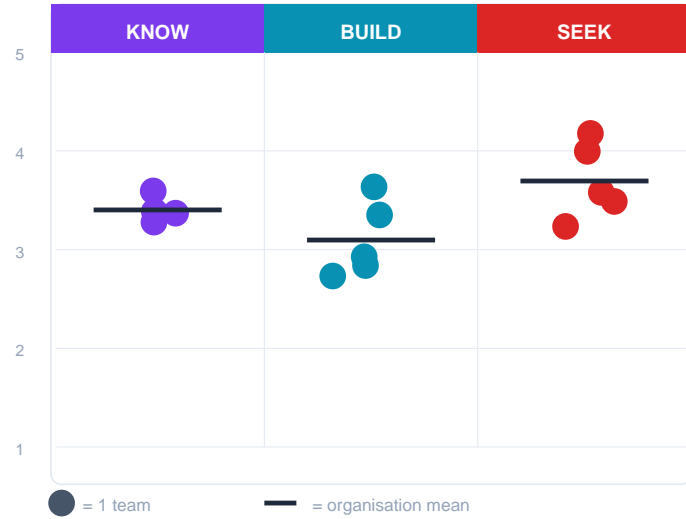 KNOW BUILD SEEK
5
4
3
2
1
= 1 team = organisation mean